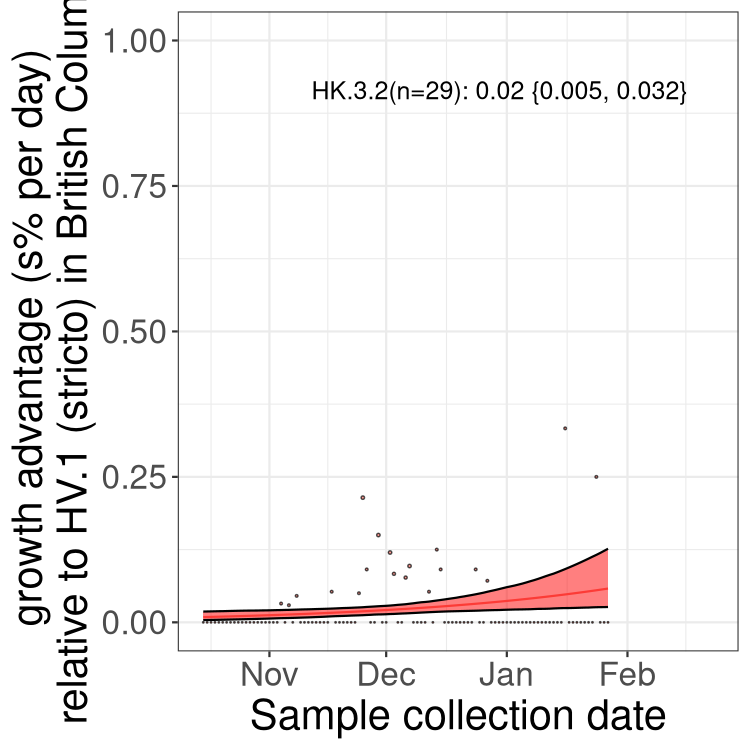 growth advantage (s% per day)
relative to HV.1 (stricto) in British Colum
1.00
0.75
0.50
0.25
0.00
HK.3.2(n=29): 0.02 {0.005, 0.032}
Nov Dec Jan Feb
Sample collection date